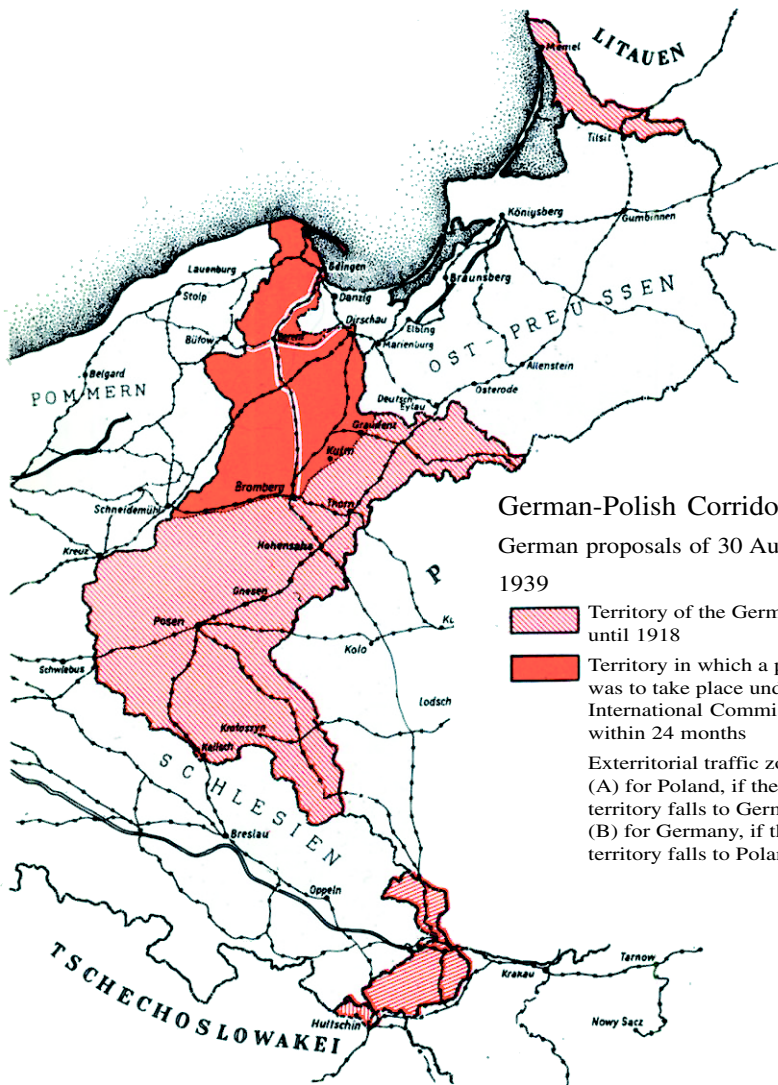 LITAUEN
Memel
Tilsit
Königsberg
Gumbinnen
Lauenburg
Gdingen
Braunsberg
Stolp
Danzig
Dirschau
Elbing
Bütow
Marienburg
OST-PREUSSEN
Belgard
Allenstein
POMMERN
Osterode
Deutsch
Eylau
Graudenz
Kulm
Bromberg
Schneidemühl
Thorn
German-Polish Corrido
Kreuz
Hohensalza
German proposals of 30 Au
P
1939
Gnesen
Territory of the Germ
until 1918
Posen
Ku
Kolo
Schwiebus
Territory in which a p
was to take place und
International Commi
within 24 months
Lodsch
Krotoszyn
Kalisch
Exterritorial traffic zo
(A) for Poland, if the
territory falls to Germ
(B) for Germany, if th
territory falls to Polan
SCHLESIEN
Breslau
Oppeln
Krakau
Tarnow
TSCHECHOSLOWAKEI
Hultschin
Nowy Sacz